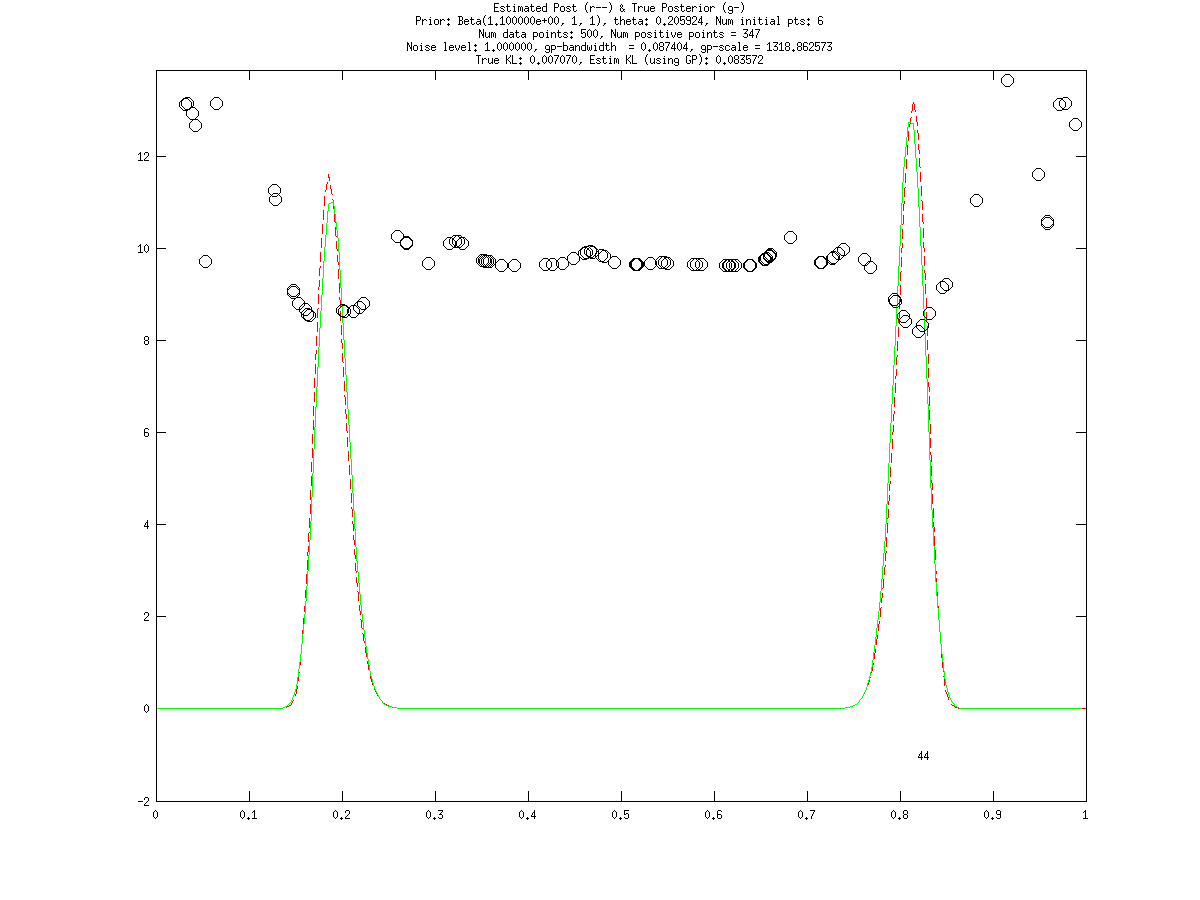 Estimated Post (r--) & True Posterior (g-)
Prior: Beta(1.100000e+00, 1, 1), theta: 0.205924, Num initial pts: 6
Num data points: 500, Num positive points = 347
Noise level: 1.000000, gp-bandwidth  = 0.087404, gp-scale = 1318.862573
True KL: 0.007070, Estim KL (using GP): 0.083572
12
10
8
6
4
2
0
-2
44
0 0.1 0.2 0.3 0.4 0.5 0.6 0.7 0.8 0.9 1